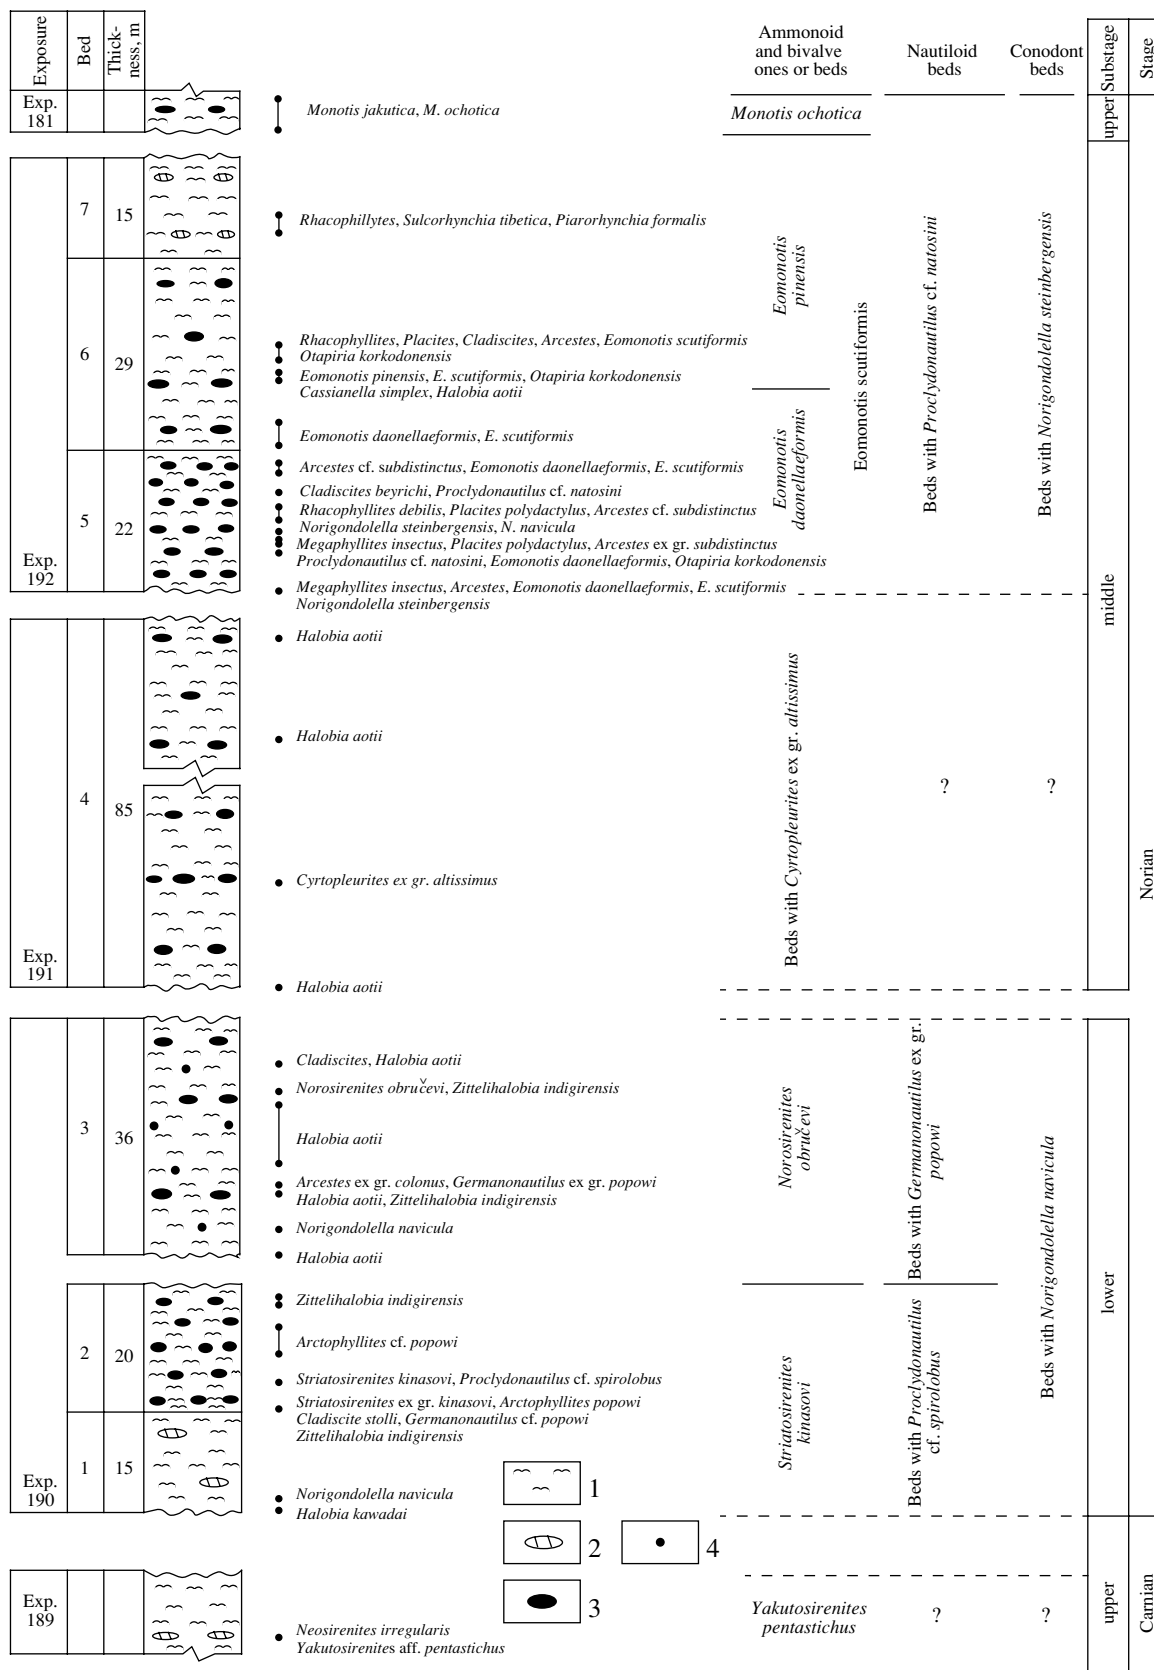 Exposure
Bed
Thick-
ness, m
Ammonoid
and bivalve
ones or beds
Nautiloid
beds
Conodont
beds
Substage
Stage
Exp.
181
Monotis jakutica, M. ochotica
Monotis ochotica
upper
7
15
Rhacophillytes, Sulcorhynchia tibetica, Piarorhynchia formalis
6
29
Rhacophyllites, Placites, Cladiscites, Arcestes, Eomonotis scutiformis
Otapiria korkodonensis
Eomonotis pinensis, E. scutiformis, Otapiria korkodonensis
Cassianella simplex, Halobia aotii
Eomonotis daonellaeformis, E. scutiformis
5
22
Exp.
192
Arcestes cf. subdistinctus, Eomonotis daonellaeformis, E. scutiformis
Cladiscites beyrichi, Proclydonautilus cf. natosini
Rhacophyllites debilis, Placites polydactylus, Arcestes cf. subdistinctus
Norigondolella steinbergensis, N. navicula
Megaphyllites insectus, Placites polydactylus, Arcestes ex gr. subdistinctus
Proclydonautilus cf. natosini, Eomonotis daonellaeformis, Otapiria korkodonensis
Megaphyllites insectus, Arcestes, Eomonotis daonellaeformis, E. scutiformis
Norigondolella steinbergensis
Eomonotis
pinensis
Eomonotis
daonellaeformis
Eomonotis scutiformis
Beds with Proclydonautilus cf. natosini
Beds with Norigondolella steinbergensis
middle
Norian
4
85
Exp.
191
Halobia aotii
Halobia aotii
Cyrtopleurites ex gr. altissimus
Halobia aotii
Beds with Cyrtopleurites ex gr. altissimus
?
?
3
36
Cladiscites, Halobia aotii
Norosirenites obručevi, Zittelihalobia indigirensis
Halobia aotii
Arcestes ex gr. colonus, Germanonautilus ex gr. popowi
Halobia aotii, Zittelihalobia indigirensis
Norigondolella navicula
Halobia aotii
Norosirenites
obručevi
Beds with Germanonautilus ex gr.
popowi
Beds with Norigondolella navicula
lower
2
20
Zittelihalobia indigirensis
Arctophyllites cf. popowi
Striatosirenites kinasovi, Proclydonautilus cf. spirolobus
Striatosirenites ex gr. kinasovi, Arctophyllites popowi
Cladiscite stolli, Germanonautilus cf. popowi
Zittelihalobia indigirensis
Striatosirenites
kinasovi
Beds with Proclydonautilus
cf. spirolobus
1
15
Exp.
190
Norigondolella navicula
Halobia kawadai
1
2
4
3
Exp.
189
Neosirenites irregularis
Yakutosirenites aff. pentastichus
Yakutosirenites
pentastichus
?
?
upper
Carnian